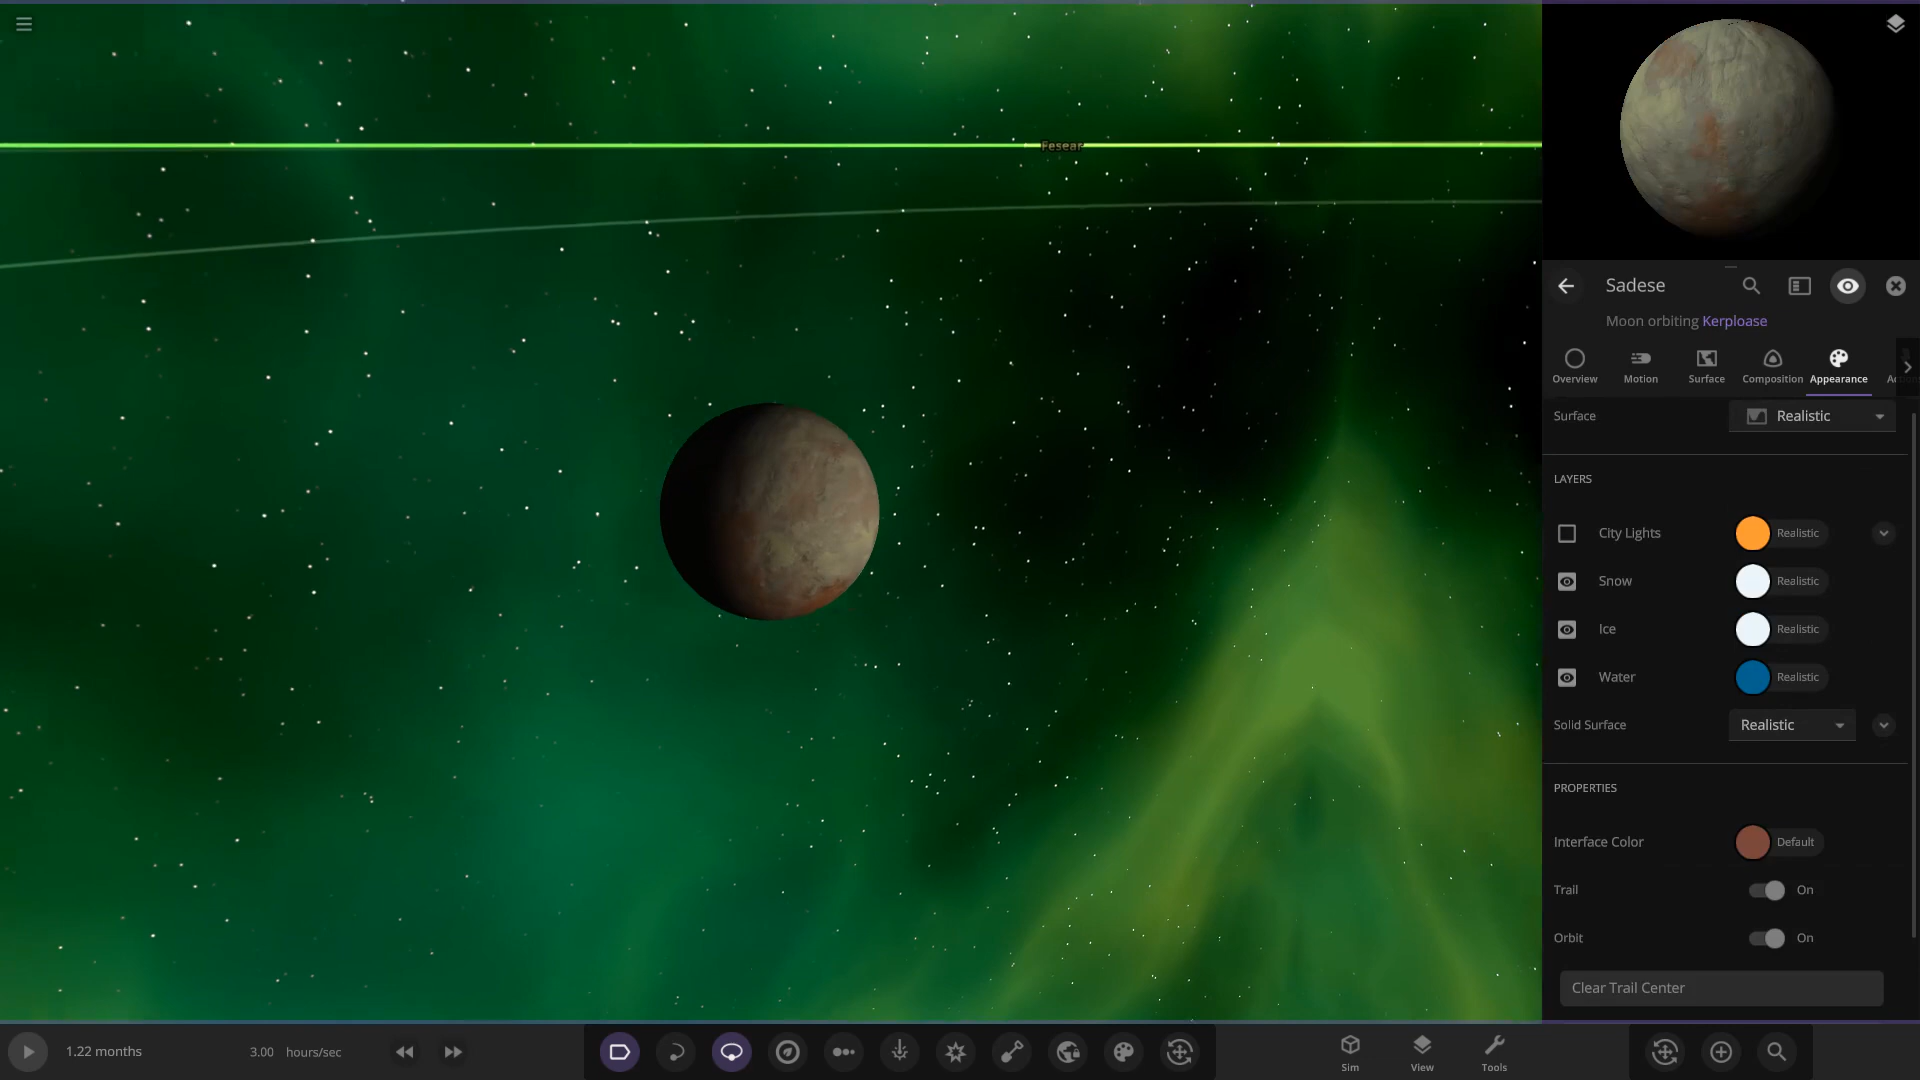 Fesear
Sadese
Moon orbiting Kerploase
Overview
Motion
Surface
Composition
Appearance
Surface
Realistic
LAYERS
City Lights
Realistic
Snow
Realistic
Ice
Realistic
Water
Realistic
Solid Surface
Realistic
PROPERTIES
Interface Color
Default
Trail
On
Orbit
On
Clear Trail Center
1.22 months
3.00 hours/sec
Sim
View
Tools